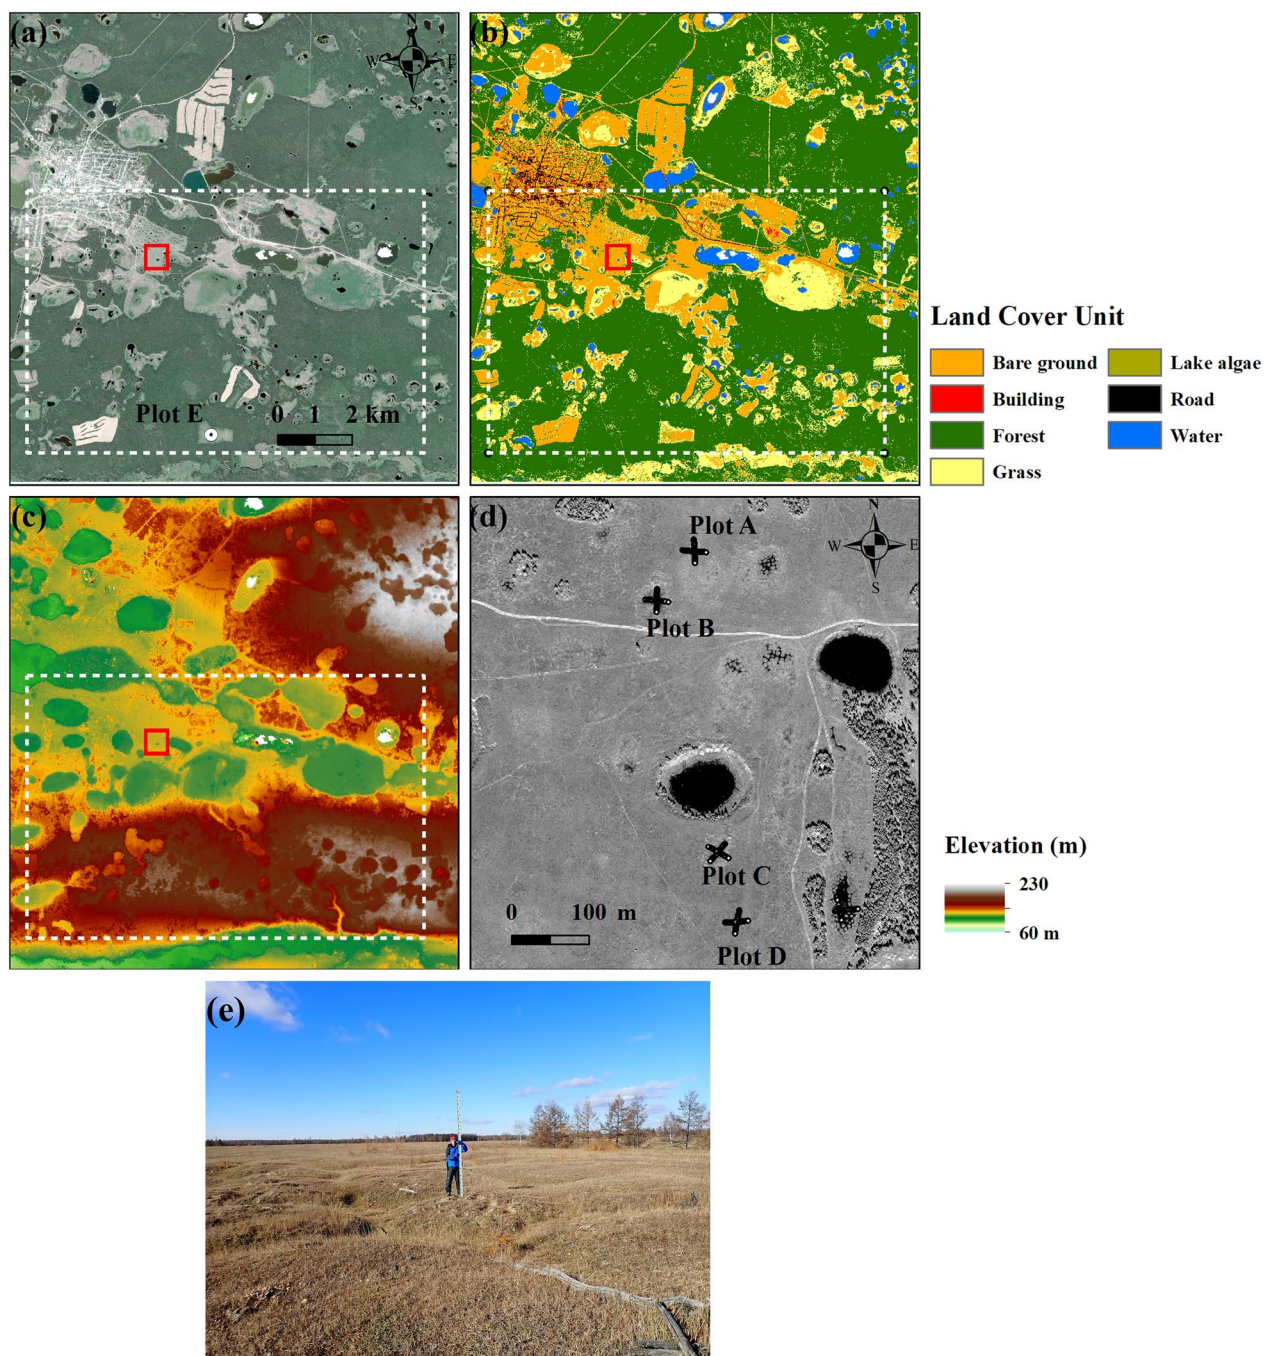 (a)
N
W E
S
Plot E
0 1 2 km
(b)
Land Cover Unit
Bare ground
Lake algae
Building
Road
Forest
Water
Grass
(c)
(d)
Plot A
N
W E
S
Plot B
Plot C
0 100 m
Plot D
Elevation (m)
230
60 m
(e)